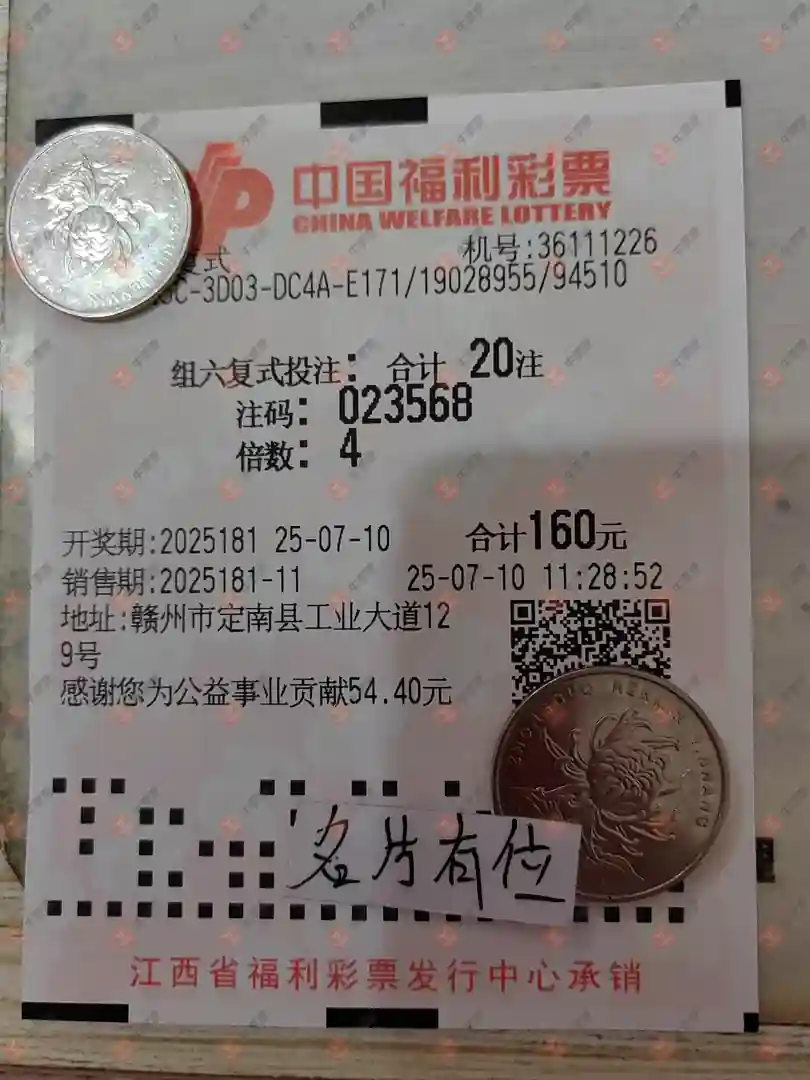 中国福利彩票
CHINA WELFARE LOTTERY
复式
机号:36111226
C-3D03-DC4A-E171/19028955/94510
组六复式投注: 合计 20注
注码: 023568
倍数: 4
开奖期:2025181 25-07-10 合计160元
销售期:2025181-11 25-07-10 11:28:52
地址:赣州市定南县工业大道12
9号
感谢您为公益事业贡献54.40元
名片有位
江西省福利彩票发行中心承销